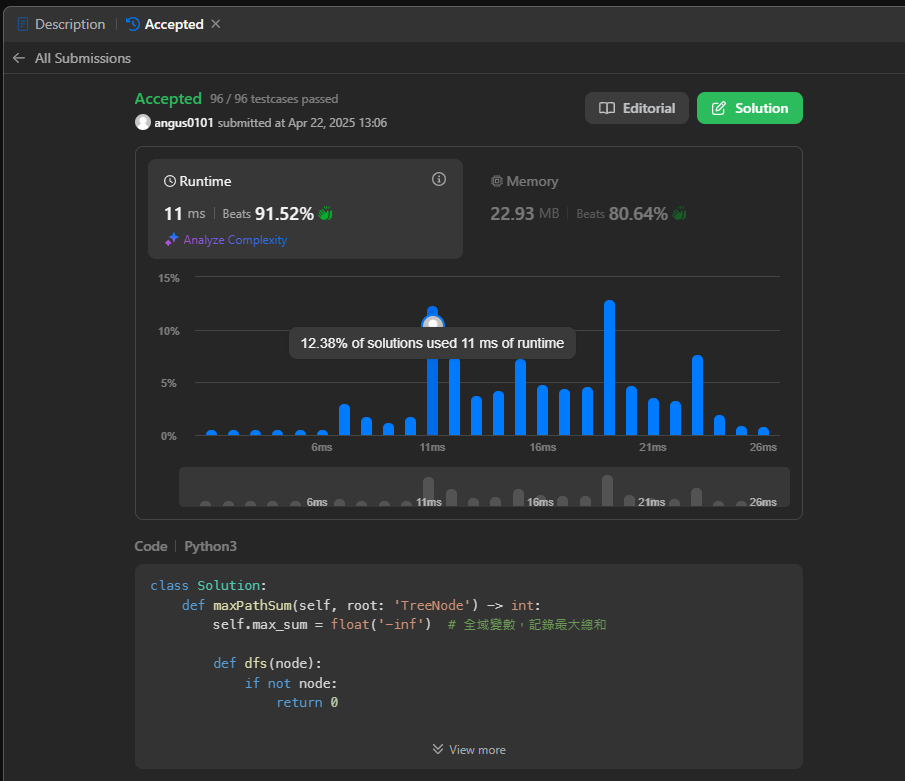 Description | Accepted ×
← All Submissions
Accepted 96 / 96 testcases passed
angus0101 submitted at Apr 22, 2025 13:06
Editorial
Solution
Runtime
11 ms | Beats 91.52%
Analyze Complexity
Memory
22.93 MB | Beats 80.64%
15%
10%
5%
0%
12.38% of solutions used 11 ms of runtime
6ms 11ms 16ms 21ms 26ms
6ms 11ms 16ms 21ms 26ms
Code | Python3
class Solution:
    def maxPathSum(self, root: 'TreeNode') -> int:
        self.max_sum = float('-inf')  # 全域變數，記錄最大總和
        def dfs(node):
            if not node:
                return 0
View more